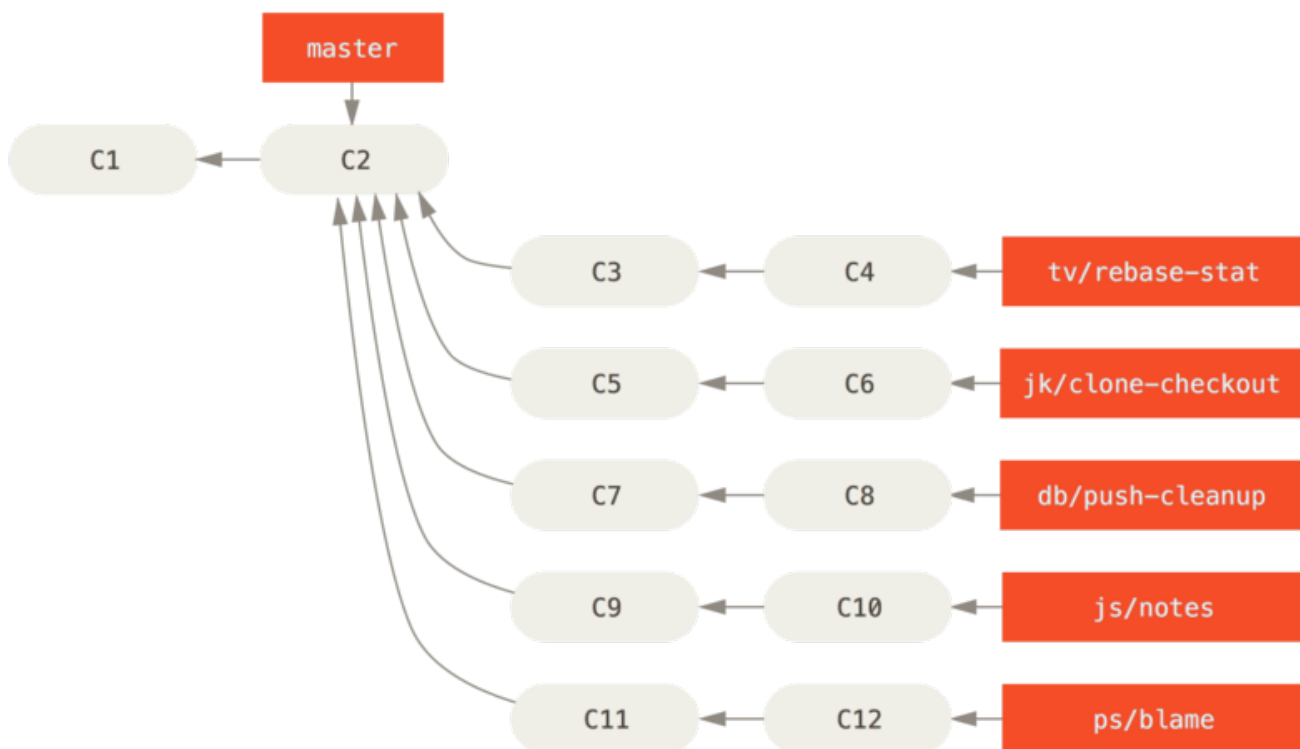 master
C1 C2
C3 C4 tv/rebase-stat
C5 C6 jk/clone-checkout
C7 C8 db/push-cleanup
C9 C10 js/notes
C11 C12 ps/blame